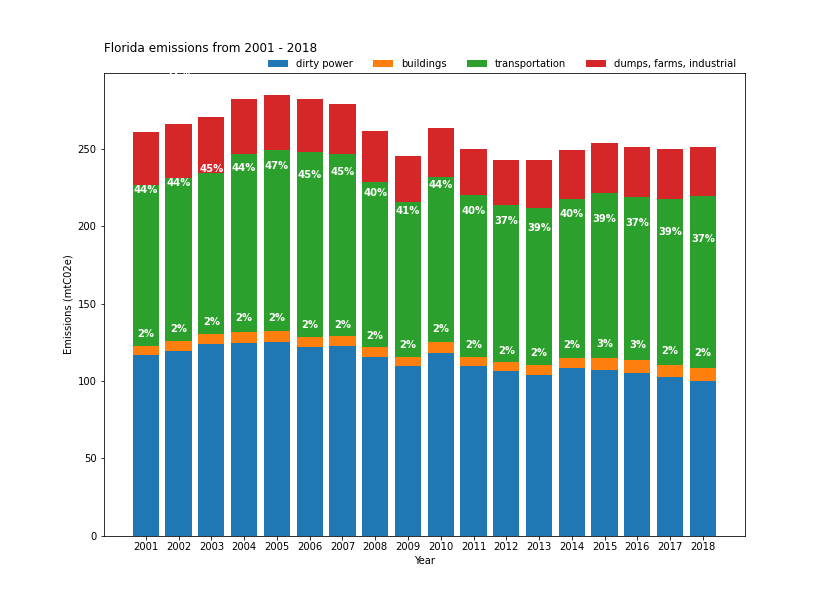 Florida emissions from 2001 - 2018
dirty power buildings transportation dumps, farms, industrial
Emissions (mtC02e)
250
200
150
100
50
0
44% 44% 45% 44% 47% 45% 45% 40% 41% 44% 40% 37% 39% 40% 39% 37% 39% 37%
2% 2% 2% 2% 2% 2% 2% 2% 2% 2% 2% 2% 2% 2% 3% 3% 2% 2%
2001 2002 2003 2004 2005 2006 2007 2008 2009 2010 2011 2012 2013 2014 2015 2016 2017 2018
Year